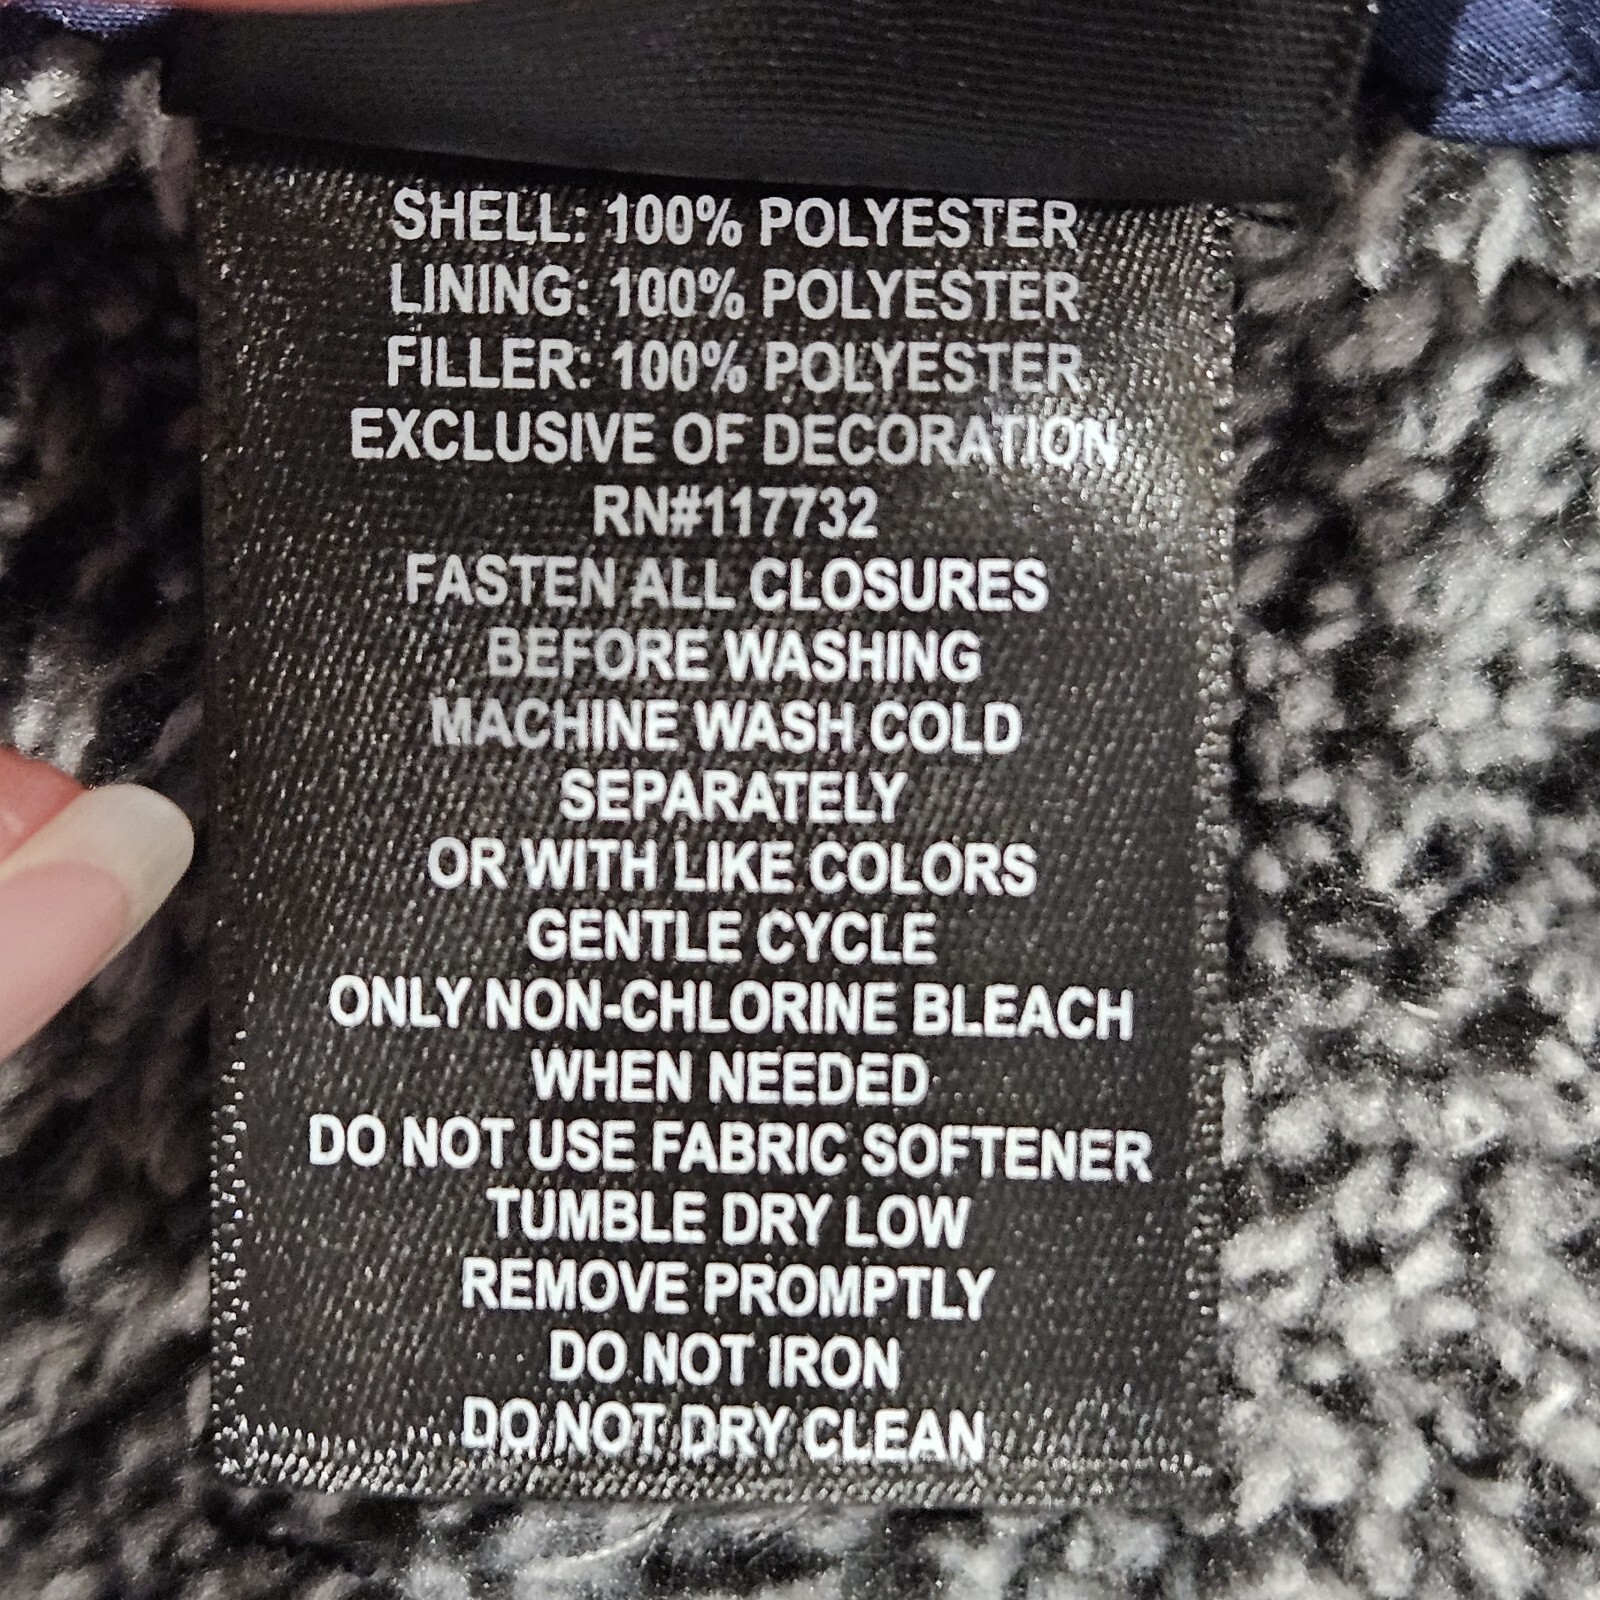 SHELL: 100% POLYESTER
LINING: 100% POLYESTER
FILLER: 100% POLYESTER
EXCLUSIVE OF DECORATION
RN#117732
FASTEN ALL CLOSURES
BEFORE WASHING
MACHINE WASH COLD
SEPARATELY
OR WITH LIKE COLORS
GENTLE CYCLE
ONLY NON-CHLORINE BLEACH
WHEN NEEDED
DO NOT USE FABRIC SOFTENER
TUMBLE DRY LOW
REMOVE PROMPTLY
DO NOT IRON
DO NOT DRY CLEAN